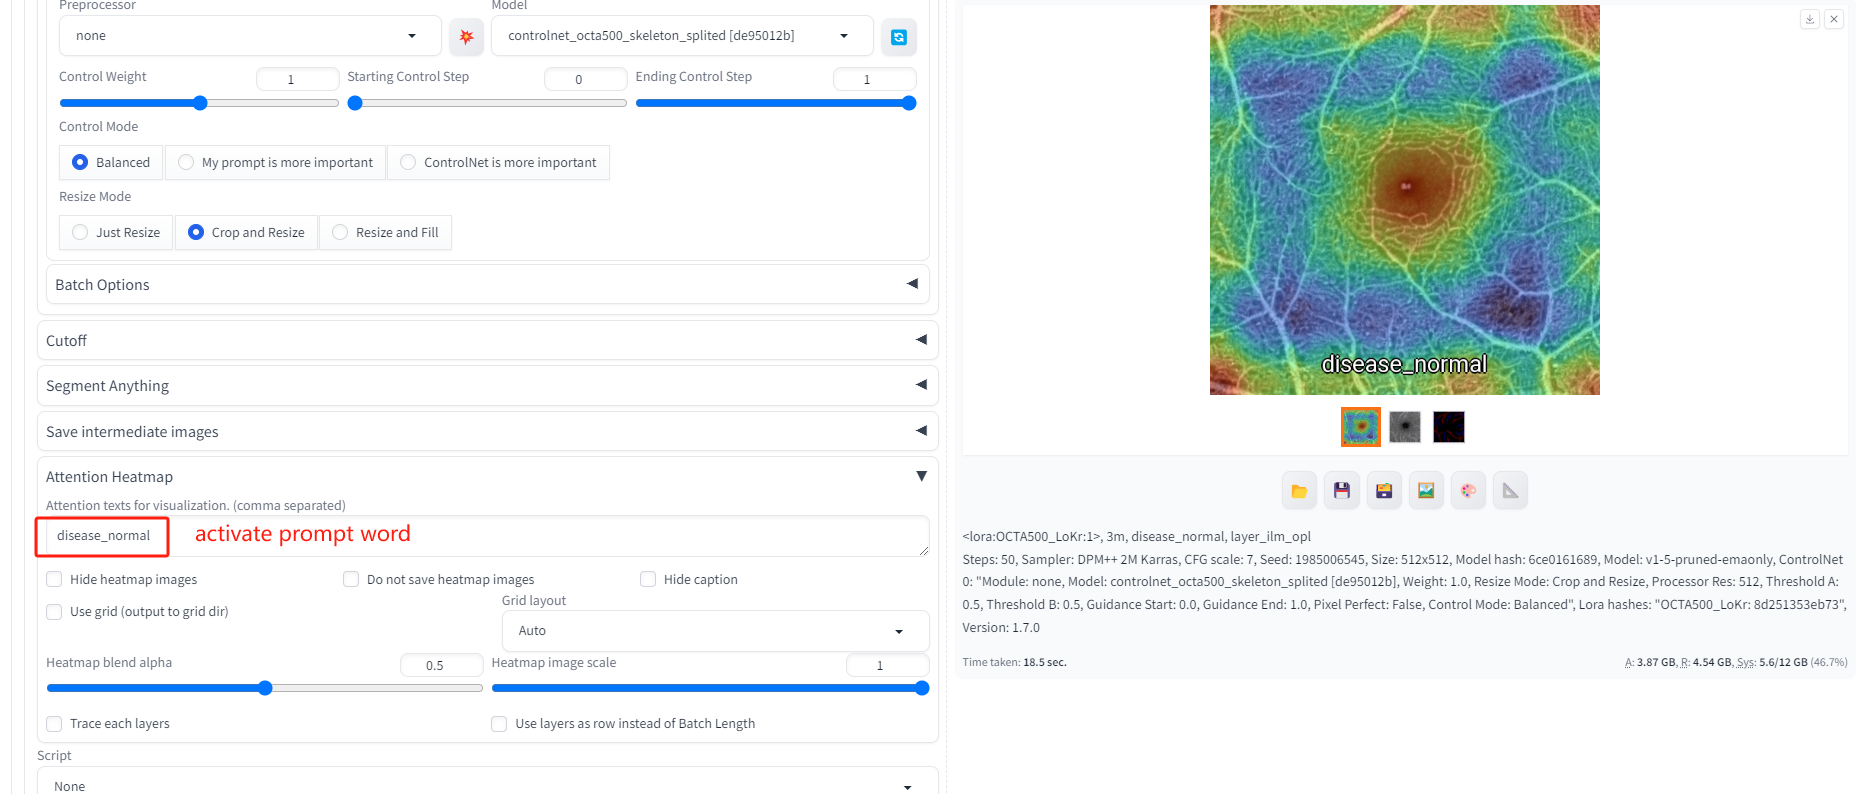 Preprocessor
Model
none
controlnet_octa500_skeleton_splited [de95012b]
Control Weight
1
Starting Control Step
0
Ending Control Step
1
Control Mode
Balanced
My prompt is more important
ControlNet is more important
Resize Mode
Just Resize
Crop and Resize
Resize and Fill
Batch Options
Cutoff
Segment Anything
Save intermediate images
Attention Heatmap
Attention texts for visualization. (comma separated)
disease_normal
activate prompt word
Hide heatmap images
Do not save heatmap images
Hide caption
Use grid (output to grid dir)
Grid layout
Auto
Heatmap blend alpha
0.5
Heatmap image scale
1
Trace each layers
Use layers as row instead of Batch Length
Script
None
disease_normal
<lora:OCTA500_LoKr:1>, 3m, disease_normal, layer_ilm_opl
Steps: 50, Sampler: DPM++ 2M Karras, CFG scale: 7, Seed: 1985006545, Size: 512x512, Model hash: 6ce0161689, Model: v1-5-pruned-emaonly, ControlNet
0: "Module: none, Model: controlnet_octa500_skeleton_splited [de95012b], Weight: 1.0, Resize Mode: Crop and Resize, Processor Res: 512, Threshold A:
0.5, Threshold B: 0.5, Guidance Start: 0.0, Guidance End: 1.0, Pixel Perfect: False, Control Mode: Balanced", Lora hashes: "OCTA500_LoKr: 8d251353eb73",
Version: 1.7.0
Time taken: 18.5 sec.
A: 3.87 GB, R: 4.54 GB, Sys: 5.6/12 GB (46.7%)